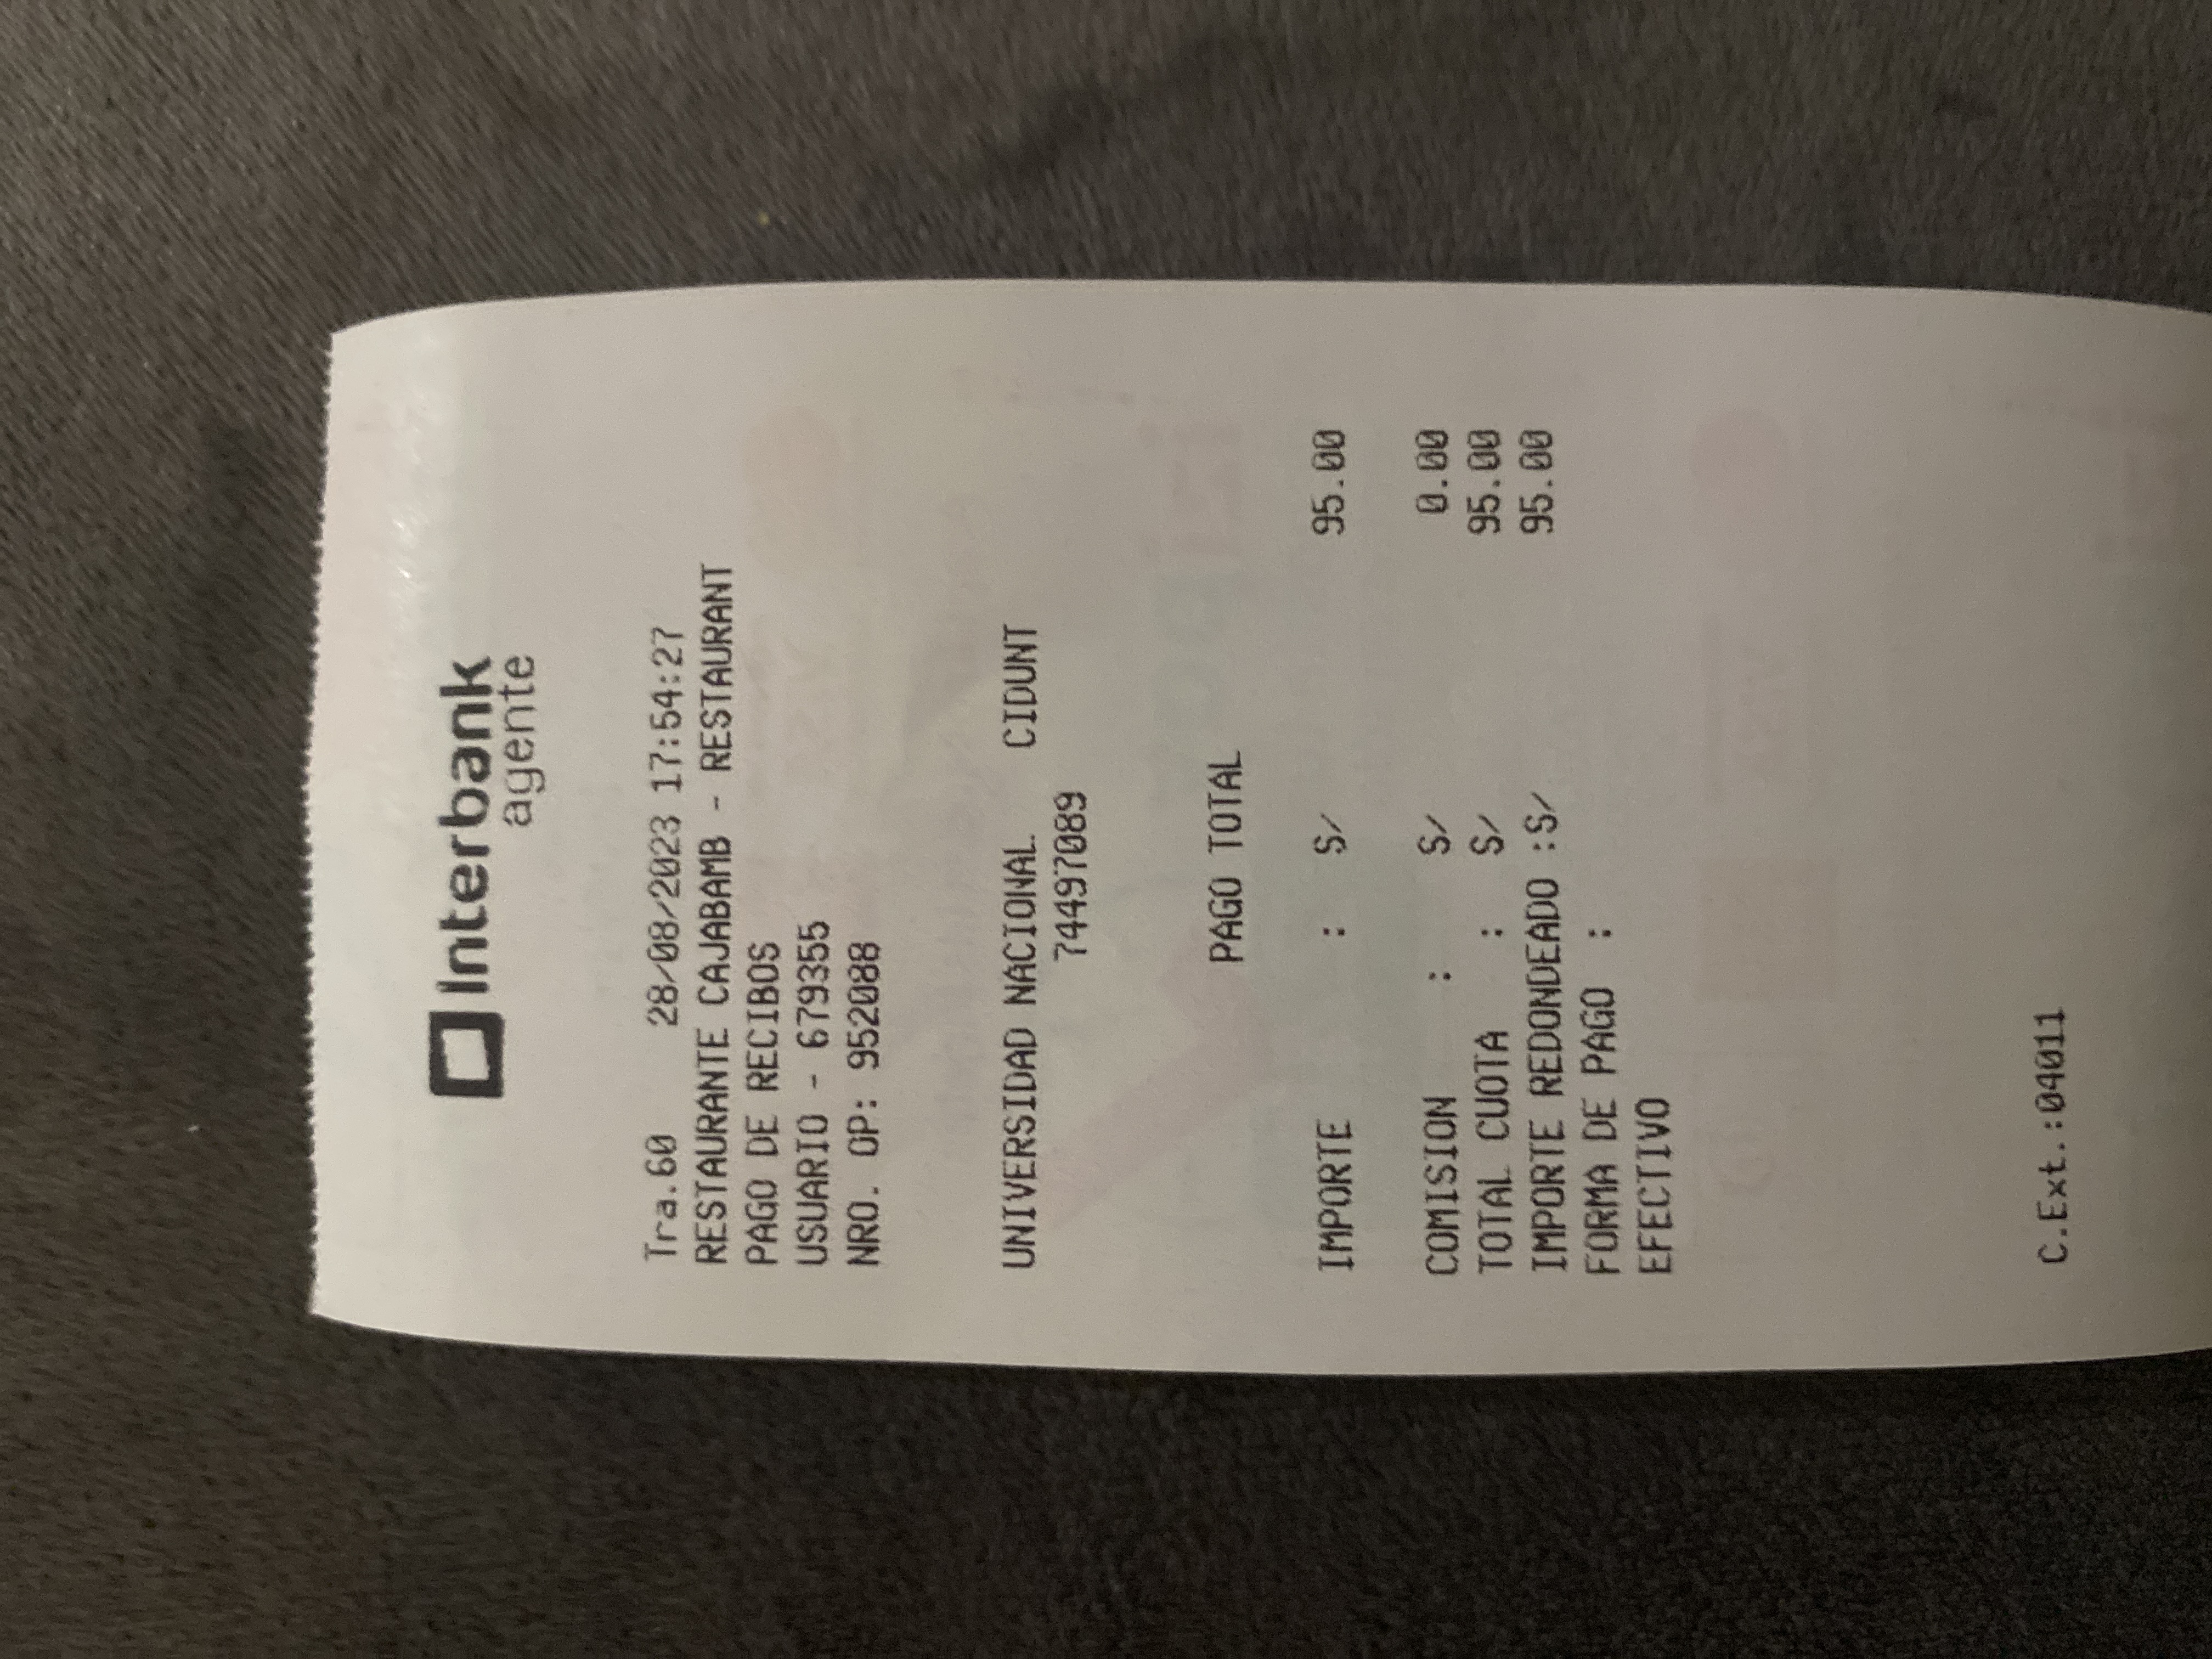 Interbank
agente
Tra.60 28/08/2023 17:54:27
RESTAURANTE CAJABAMB - RESTAURANT
PAGO DE RECIBOS
USUARIO - 679355
NRO. OP: 952088
UNIVERSIDAD NACIONAL CIDUNT
74497089
PAGO TOTAL
IMPORTE : S/ 95.00
COMISION : S/ 0.00
TOTAL CUOTA : S/ 95.00
IMPORTE REDONDEADO :S/ 95.00
FORMA DE PAGO :
EFECTIVO
C.Ext.:04011